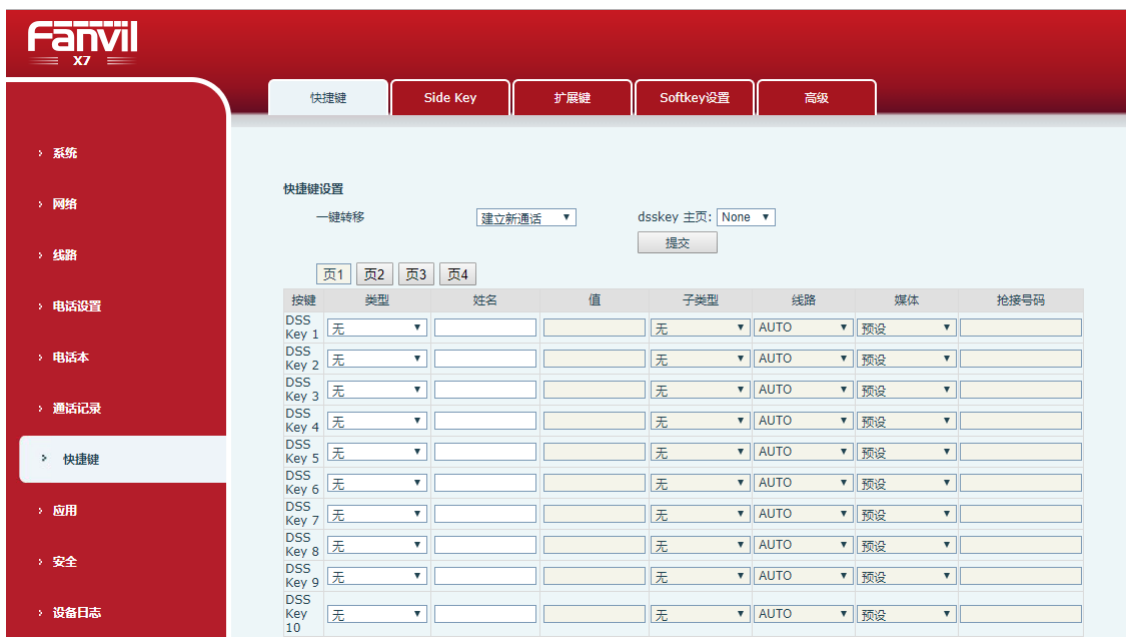 Fanvil
X7
快捷键 Side Key 扩展键 Softkey设置 高级
系统
网络
线路
电话设置
电话本
通话记录
快捷键
应用
安全
设备日志
快捷键设置
一键转移 建立新通话 dsskey 主页: None
提交
页1 页2 页3 页4
按键 类型 姓名 值 子类型 线路 媒体 抢接号码
DSS Key 1 无 无 AUTO 预设
DSS Key 2 无 无 AUTO 预设
DSS Key 3 无 无 AUTO 预设
DSS Key 4 无 无 AUTO 预设
DSS Key 5 无 无 AUTO 预设
DSS Key 6 无 无 AUTO 预设
DSS Key 7 无 无 AUTO 预设
DSS Key 8 无 无 AUTO 预设
DSS Key 9 无 无 AUTO 预设
DSS Key 10 无 无 AUTO 预设